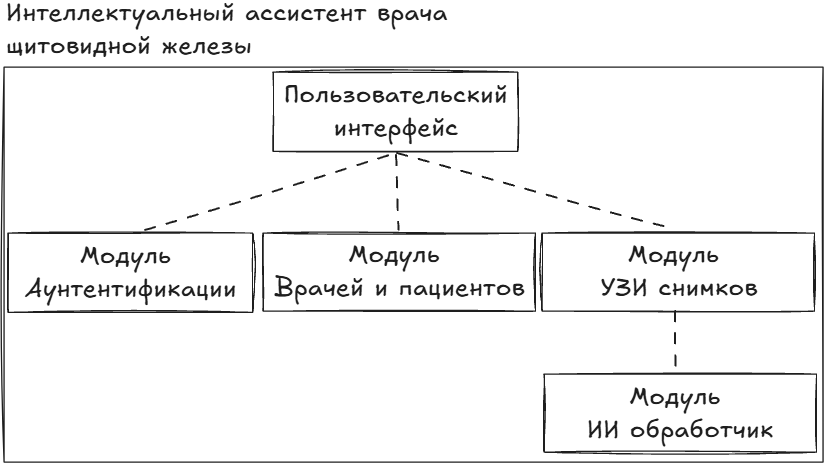 Интеллектуальный ассистент врача
щитовидной железы
Пользовательский
интерфейс
Модуль
Аунтентификации
Модуль
Врачей и пациентов
Модуль
УЗИ снимков
Модуль
ИИ обработчик